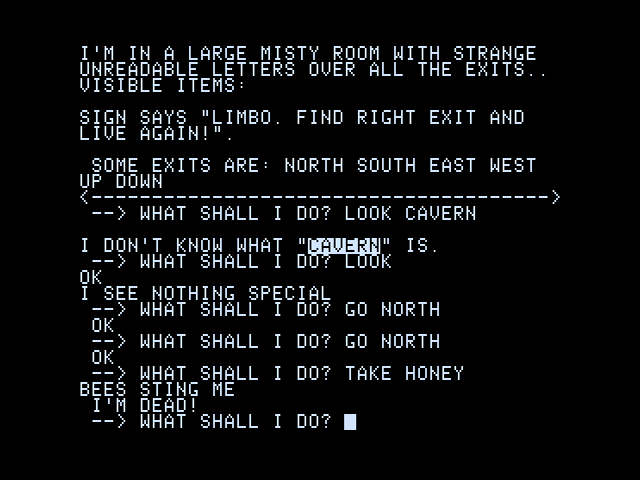 I'M IN A LARGE MISTY ROOM WITH STRANGE
UNREADABLE LETTERS OVER ALL THE EXITS..
VISIBLE ITEMS:
SIGN SAYS "LIMBO. FIND RIGHT EXIT AND
LIVE AGAIN!".
SOME EXITS ARE: NORTH SOUTH EAST WEST
UP DOWN
<--------------------------------------->
--> WHAT SHALL I DO? LOOK CAVERN
I DON'T KNOW WHAT "CAVERN" IS.
--> WHAT SHALL I DO? LOOK
OK
I SEE NOTHING SPECIAL
--> WHAT SHALL I DO? GO NORTH
OK
--> WHAT SHALL I DO? GO NORTH
OK
--> WHAT SHALL I DO? TAKE HONEY
BEES STING ME
I'M DEAD!
--> WHAT SHALL I DO?